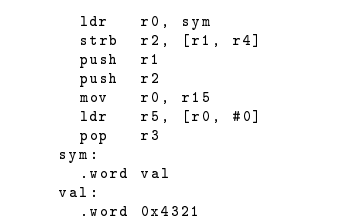 ldr r0, sym
strb r2, [r1, r4]
push r1
push r2
mov r0, r15
ldr r5, [r0, #0]
pop r3
sym:
.word val
val:
.word 0x4321